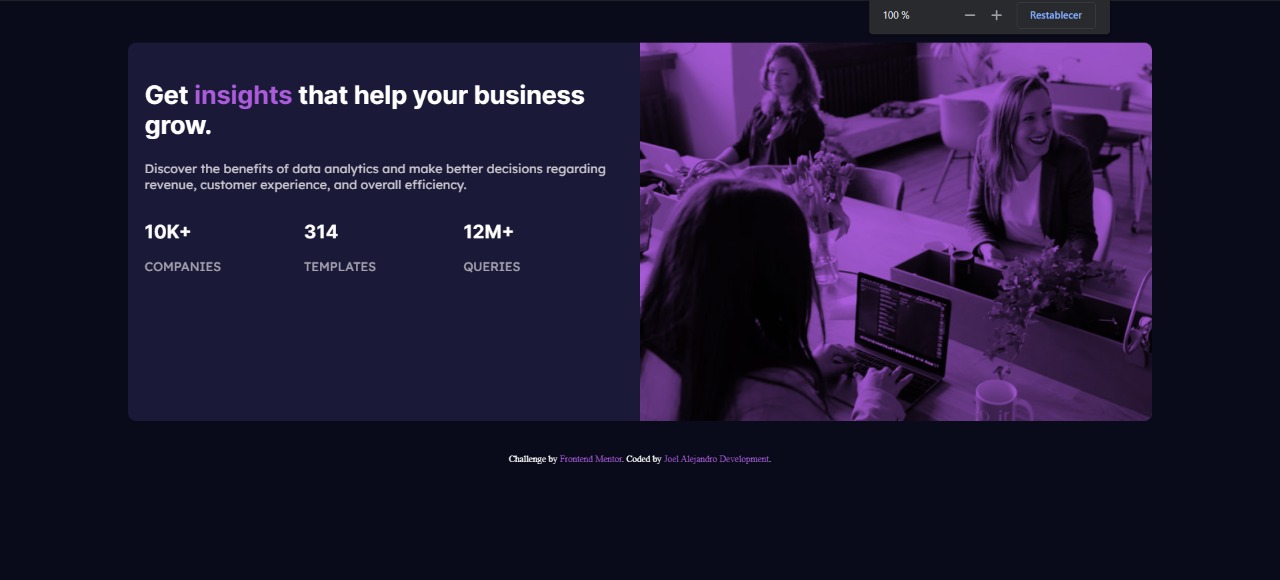 100 %
Restablecer
Get insights that help your business
grow.
Discover the benefits of data analytics and make better decisions regarding
revenue, customer experience, and overall efficiency.
10K+ 314 12M+
COMPANIES TEMPLATES QUERIES
Challenge by Frontend Mentor. Coded by Joel Alejandro Development.